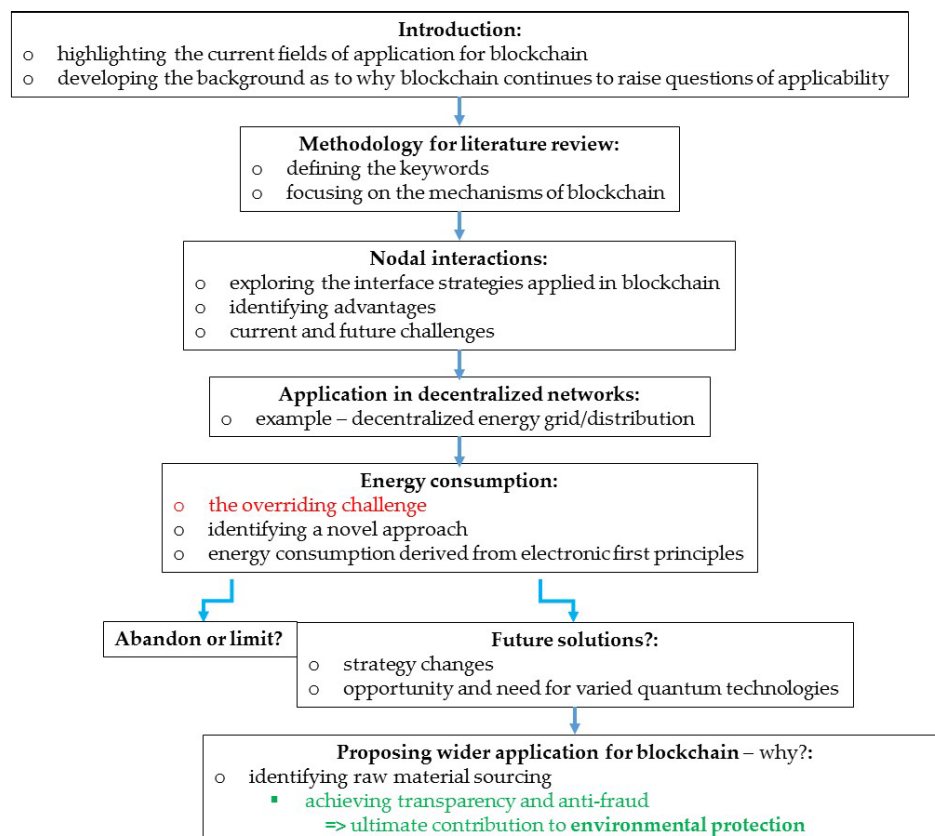 Introduction:
o highlighting the current fields of application for blockchain
o developing the background as to why blockchain continues to raise questions of applicability
Methodology for literature review:
o defining the keywords
o focusing on the mechanisms of blockchain
Nodal interactions:
o exploring the interface strategies applied in blockchain
o identifying advantages
o current and future challenges
Application in decentralized networks:
o example – decentralized energy grid/distribution
Energy consumption:
o the overriding challenge
o identifying a novel approach
o energy consumption derived from electronic first principles
Abandon or limit?
Future solutions?:
o strategy changes
o opportunity and need for varied quantum technologies
Proposing wider application for blockchain – why?:
o identifying raw material sourcing
▪ achieving transparency and anti-fraud
=> ultimate contribution to environmental protection